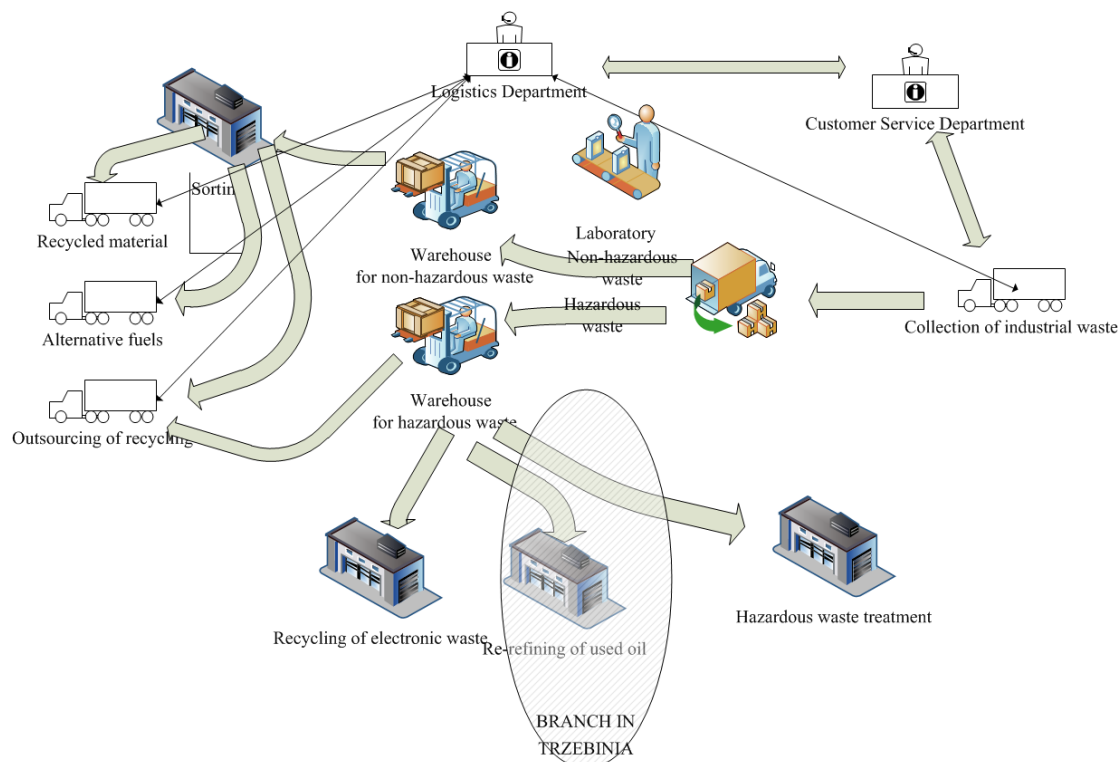 Logistics Department
Customer Service Department
Sortin
Recycled material
Laboratory
Warehouse
for non-hazardous waste
Non-hazardous
waste
Hazardous
waste
Collection of industrial waste
Alternative fuels
Outsourcing of recycling
Warehouse
for hazardous waste
Recycling of electronic waste
Re-refining of used oil
Hazardous waste treatment
BRANCH IN
TRZEBINIA